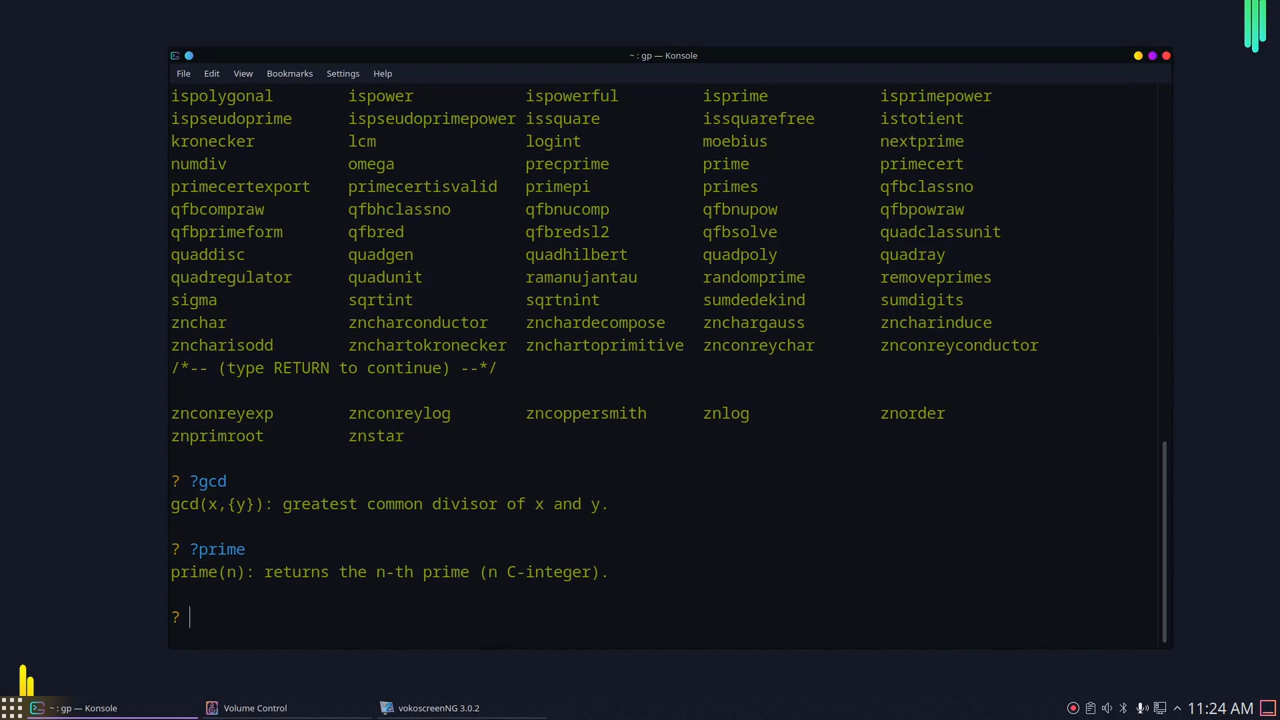 ~ : gp — Konsole
File Edit View Bookmarks Settings Help
ispolygonal ispower ispowerful isprime isprimepower
ispseudoprime ispseudoprimepower issquare issquarefree istotient
kronecker lcm logint moebius nextprime
numdiv omega precprime prime primecert
primecertexport primecertisvalid primepi primes qfbclassno
qfbcompraw qfbhclassno qfbnucomp qfbnupow qfbpowraw
qfbprimeform qfbred qfbredsl2 qfbsolve quadclassunit
quaddisc quadgen quadhilbert quadpoly quadray
quadregulator quadunit ramanujantau randomprime removeprimes
sigma sqrtint sqrtnint sumdedekind sumdigits
znchar zncharconductor znchardecompose znchargauss zncharinduce
zncharisodd znchartokronecker znchartoprimitive znconreychar znconreyconductor
/*-- (type RETURN to continue) --*/
znconreyexp znconreylog zncoppersmith znlog znorder
znprimroot znstar
? ?gcd
gcd(x,{y}): greatest common divisor of x and y.
? ?prime
prime(n): returns the n-th prime (n C-integer).
?
~ : gp — Konsole Volume Control vokoscreenNG 3.0.2 11:24 AM